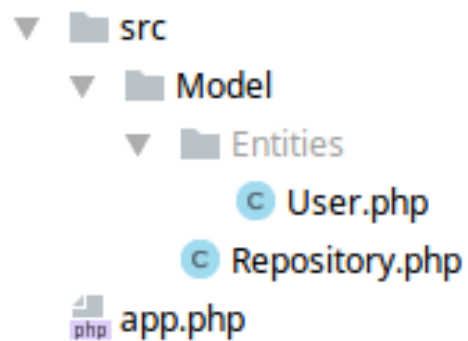 src
Model
Entities
C User.php
C Repository.php
php app.php